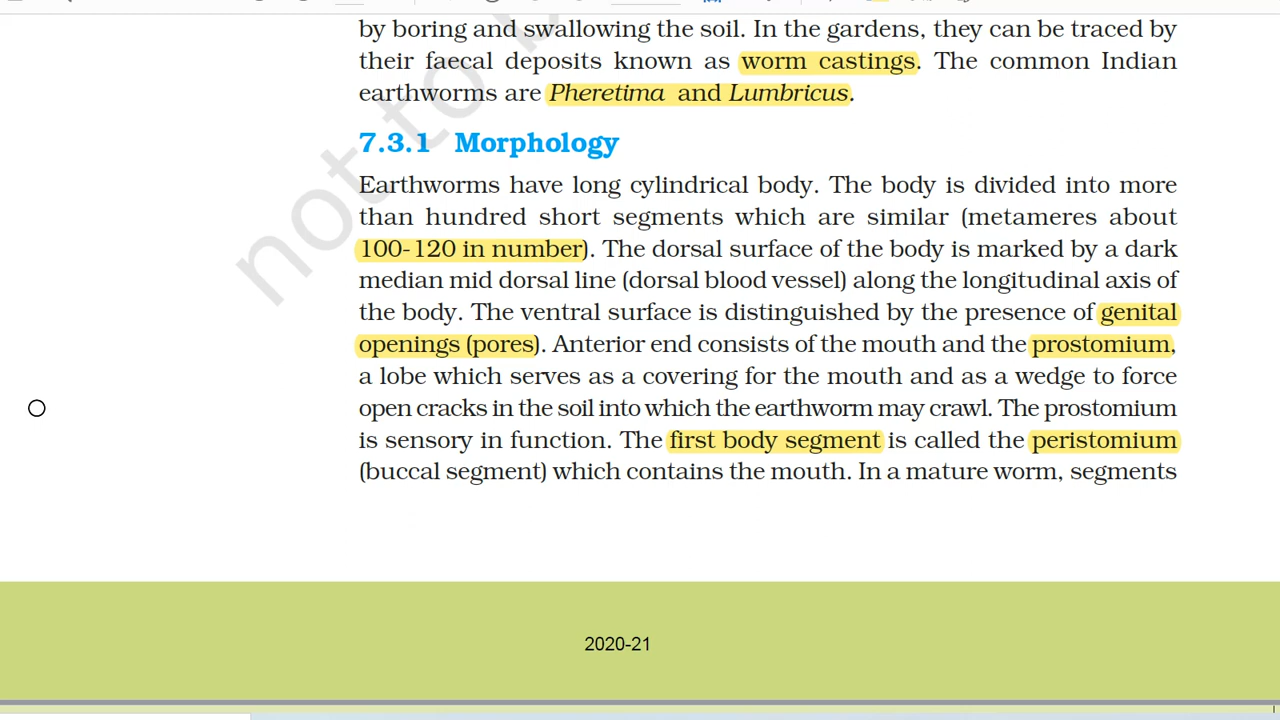 by boring and swallowing the soil. In the gardens, they can be traced by
their faecal deposits known as worm castings. The common Indian
earthworms are Pheretima and Lumbricus.
7.3.1 Morphology
Earthworms have long cylindrical body. The body is divided into more
than hundred short segments which are similar (metameres about
100-120 in number). The dorsal surface of the body is marked by a dark
median mid dorsal line (dorsal blood vessel) along the longitudinal axis of
the body. The ventral surface is distinguished by the presence of genital
openings (pores). Anterior end consists of the mouth and the prostomium,
a lobe which serves as a covering for the mouth and as a wedge to force
open cracks in the soil into which the earthworm may crawl. The prostomium
is sensory in function. The first body segment is called the peristomium
(buccal segment) which contains the mouth. In a mature worm, segments
not to b
2020-21